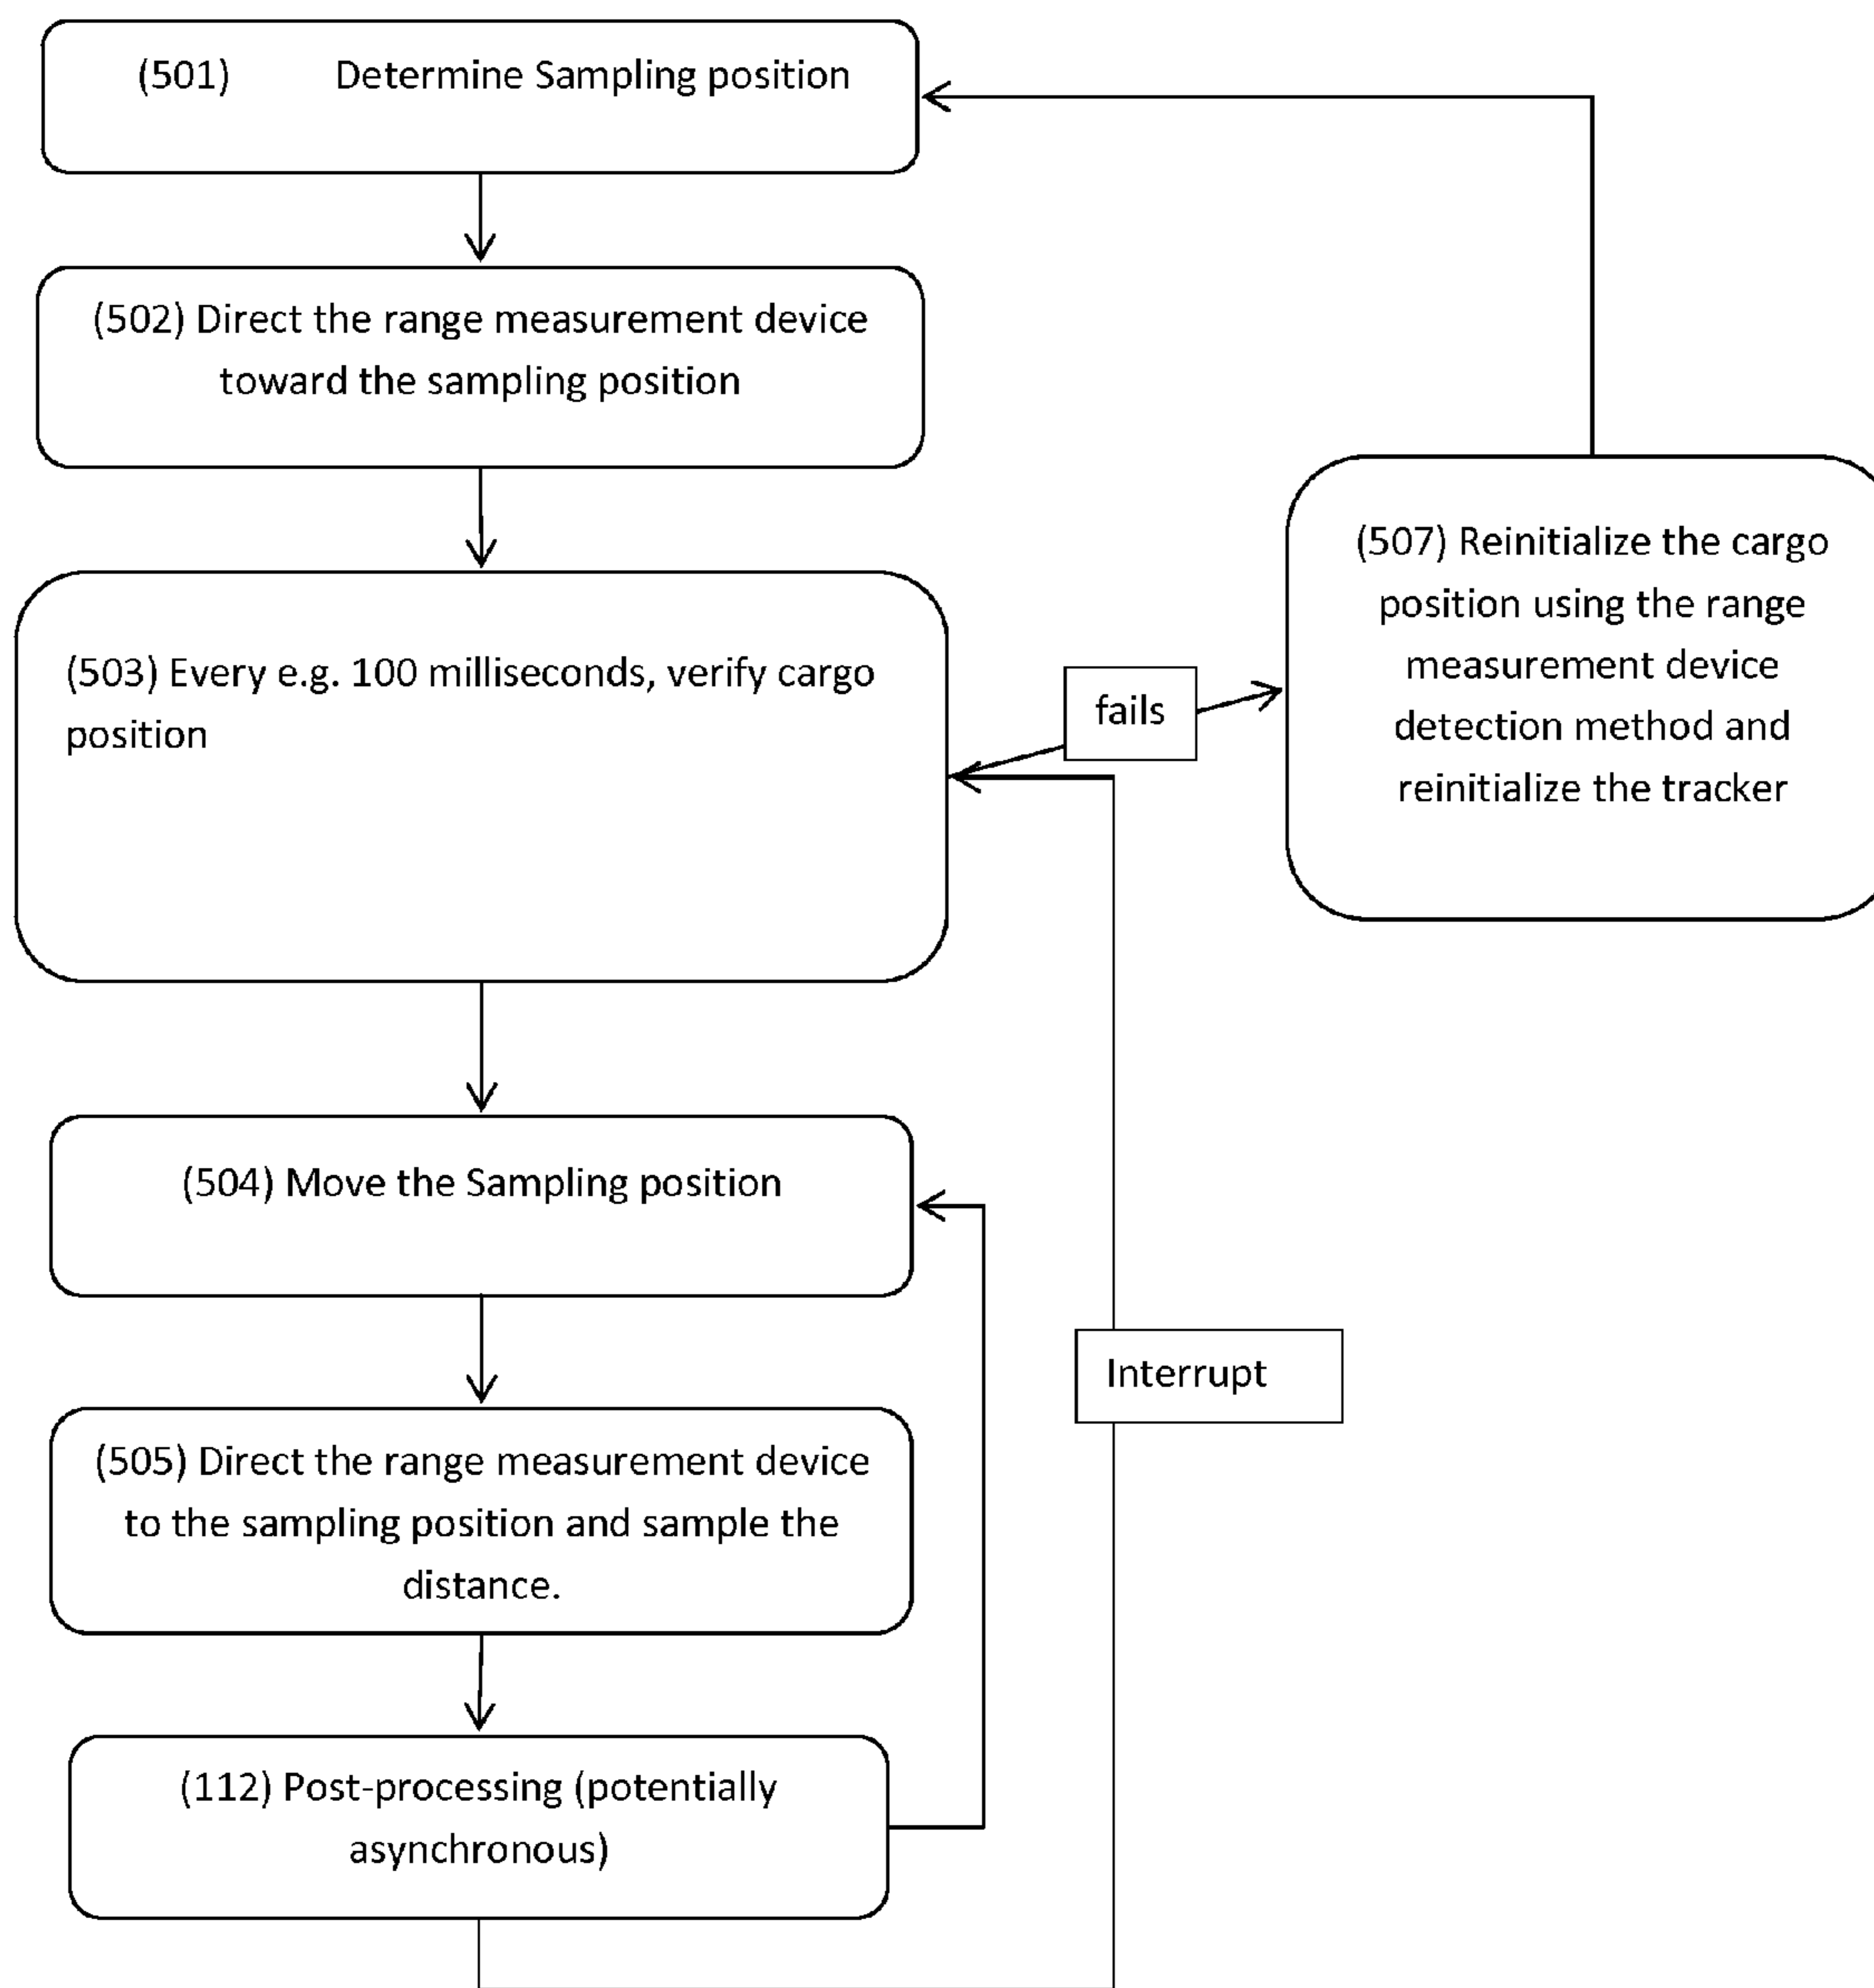 (501) Determine Sampling position
(502) Direct the range measurement device
toward the sampling position
(503) Every e.g. 100 milliseconds, verify cargo
position
fails
(507) Reinitialize the cargo
position using the range
measurement device
detection method and
reinitialize the tracker
(504) Move the Sampling position
Interrupt
(505) Direct the range measurement device
to the sampling position and sample the
distance.
(112) Post-processing (potentially
asynchronous)